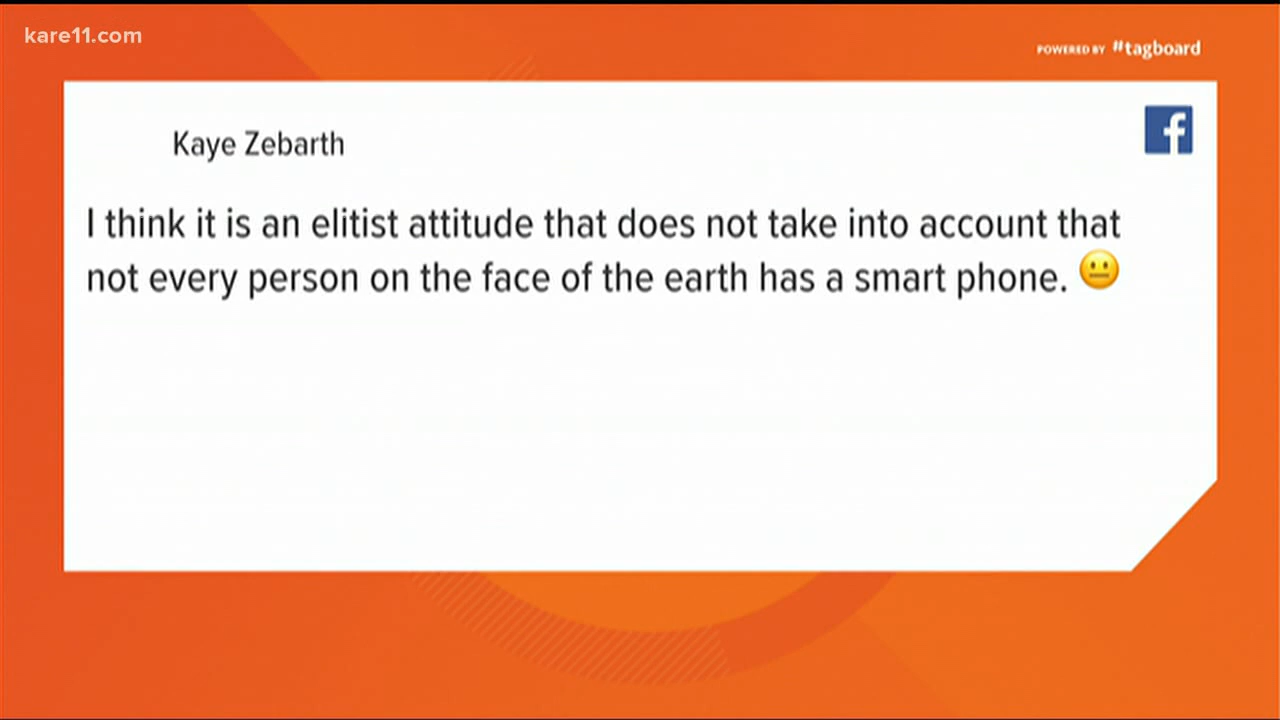 kare11.com
POWERED BY #tagboard
Kaye Zebarth
I think it is an elitist attitude that does not take into account that
not every person on the face of the earth has a smart phone. 😐